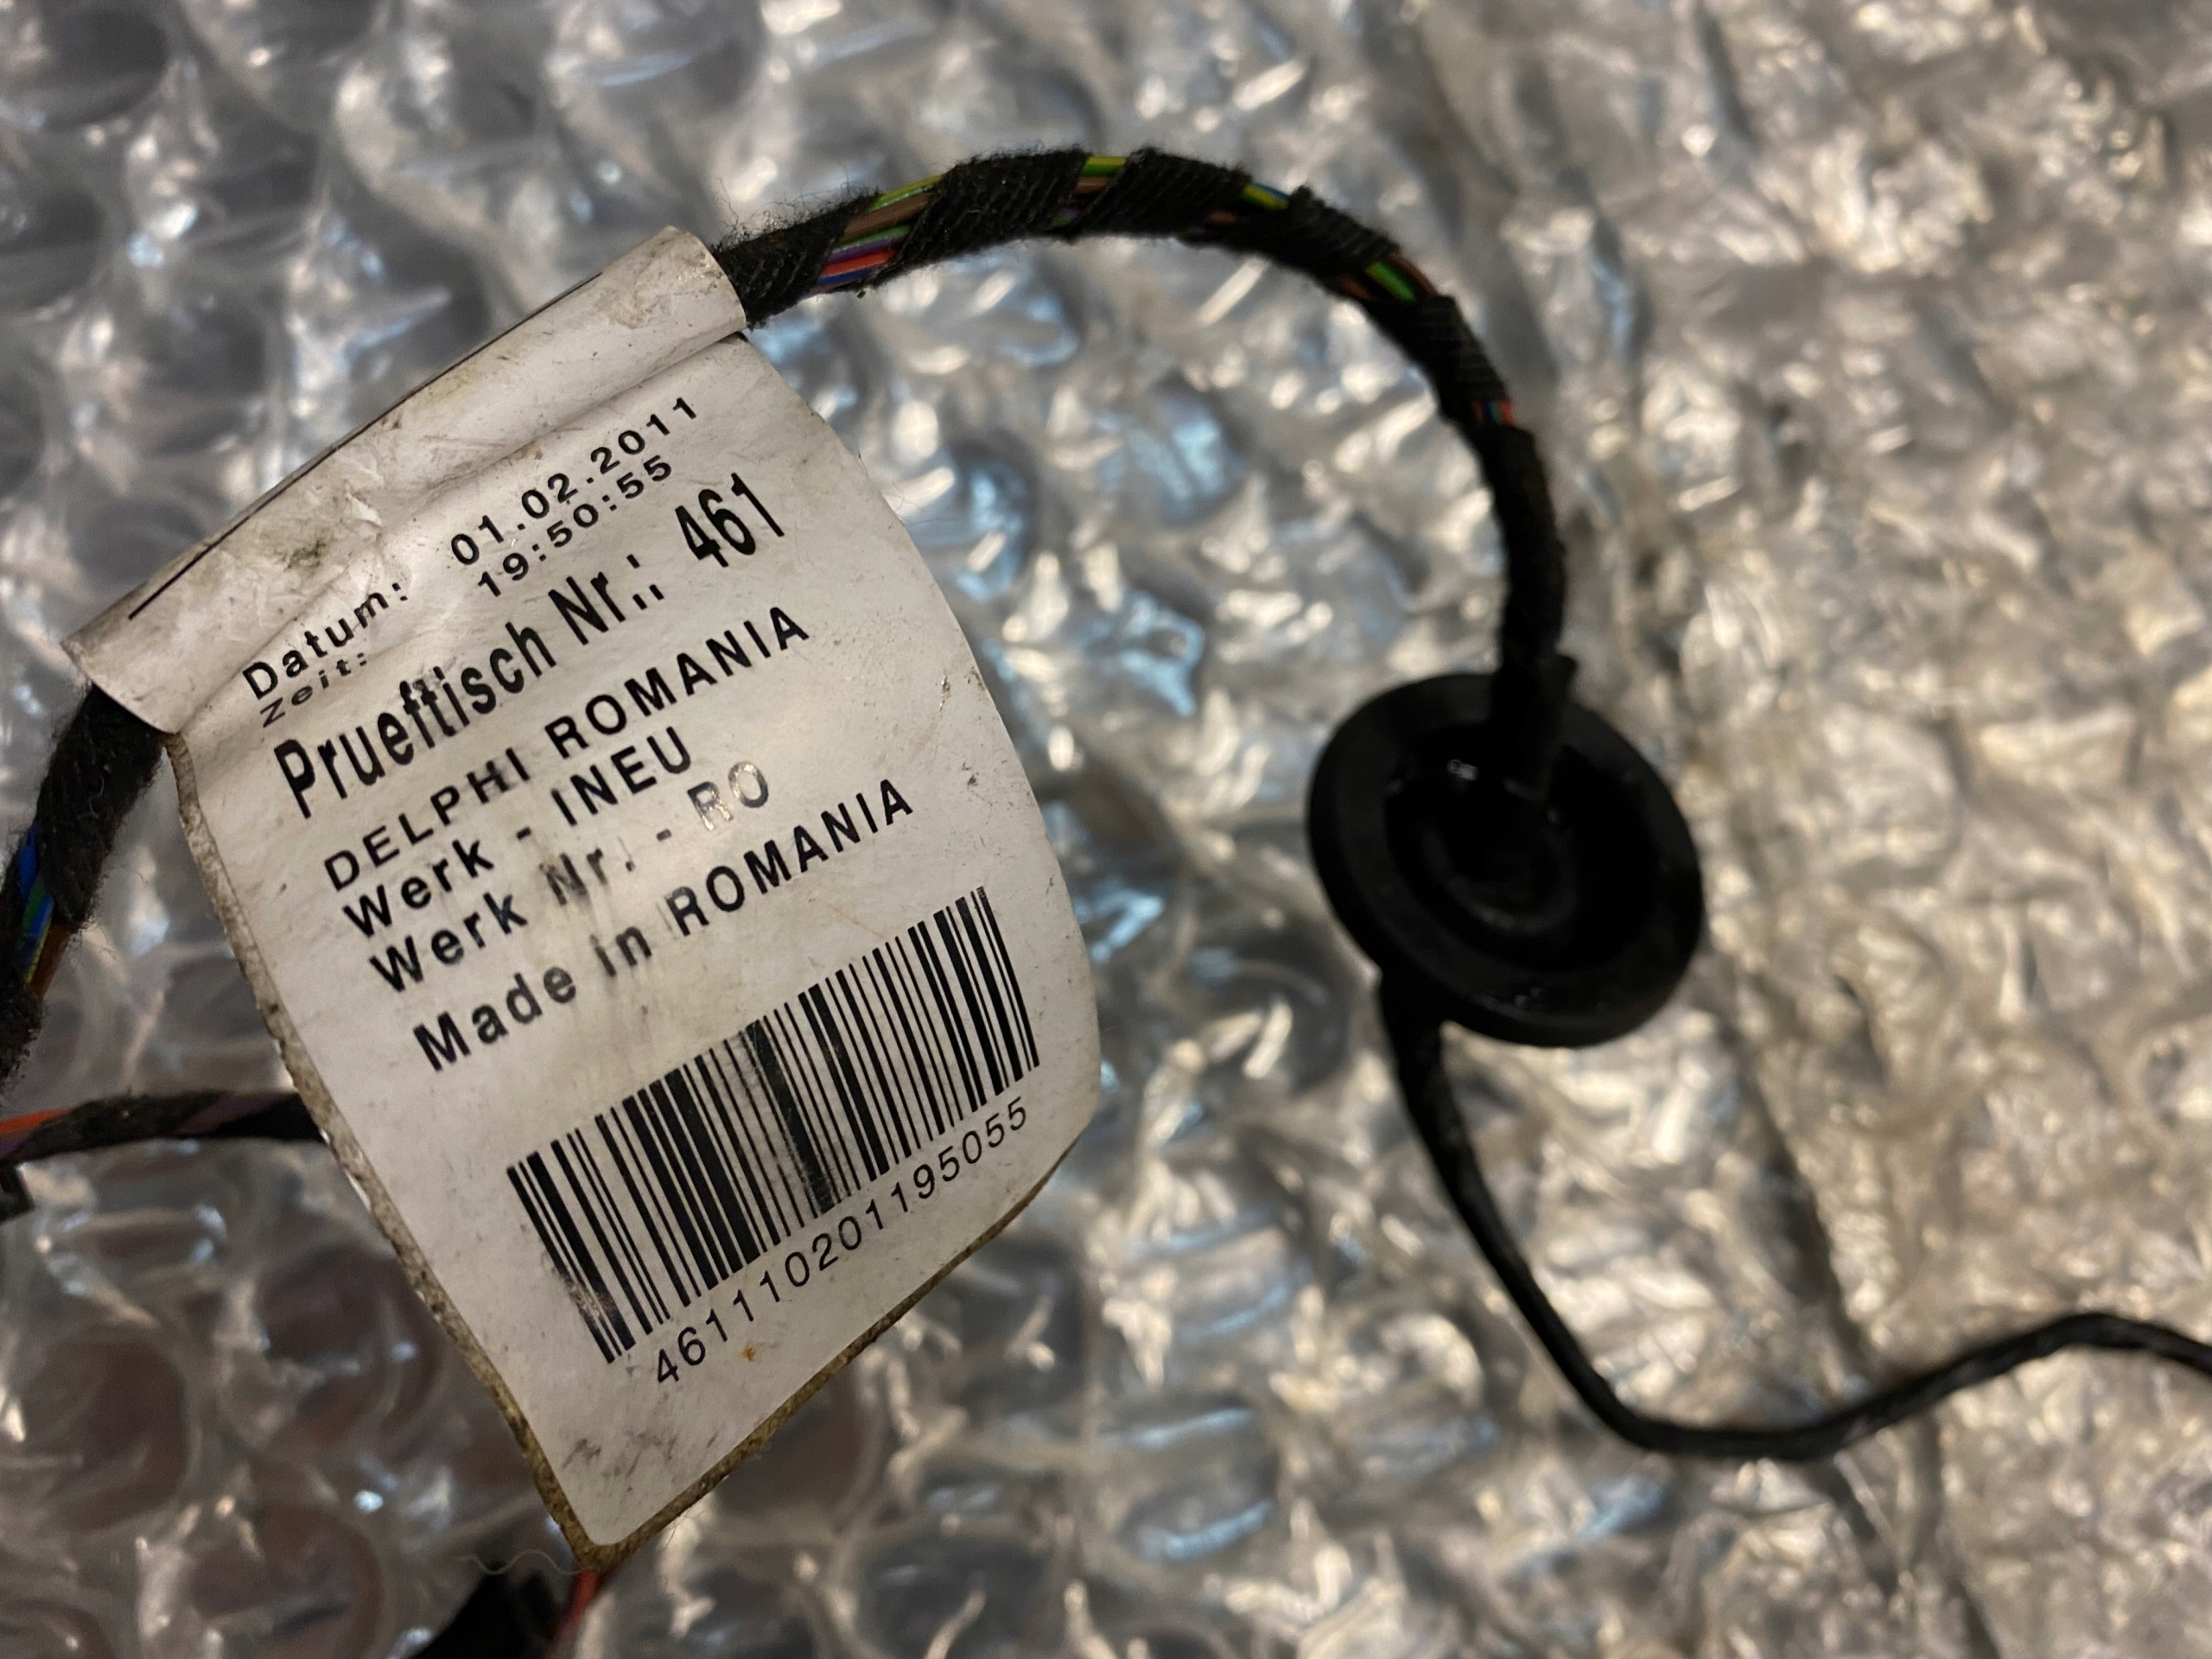 Datum: 01.02.2011
Zeit: 19:50:55
Prueftisch Nr.: 461
DELPHI ROMANIA
Werk - INEU
Werk Nr. - RO
Made in ROMANIA
461110201195055